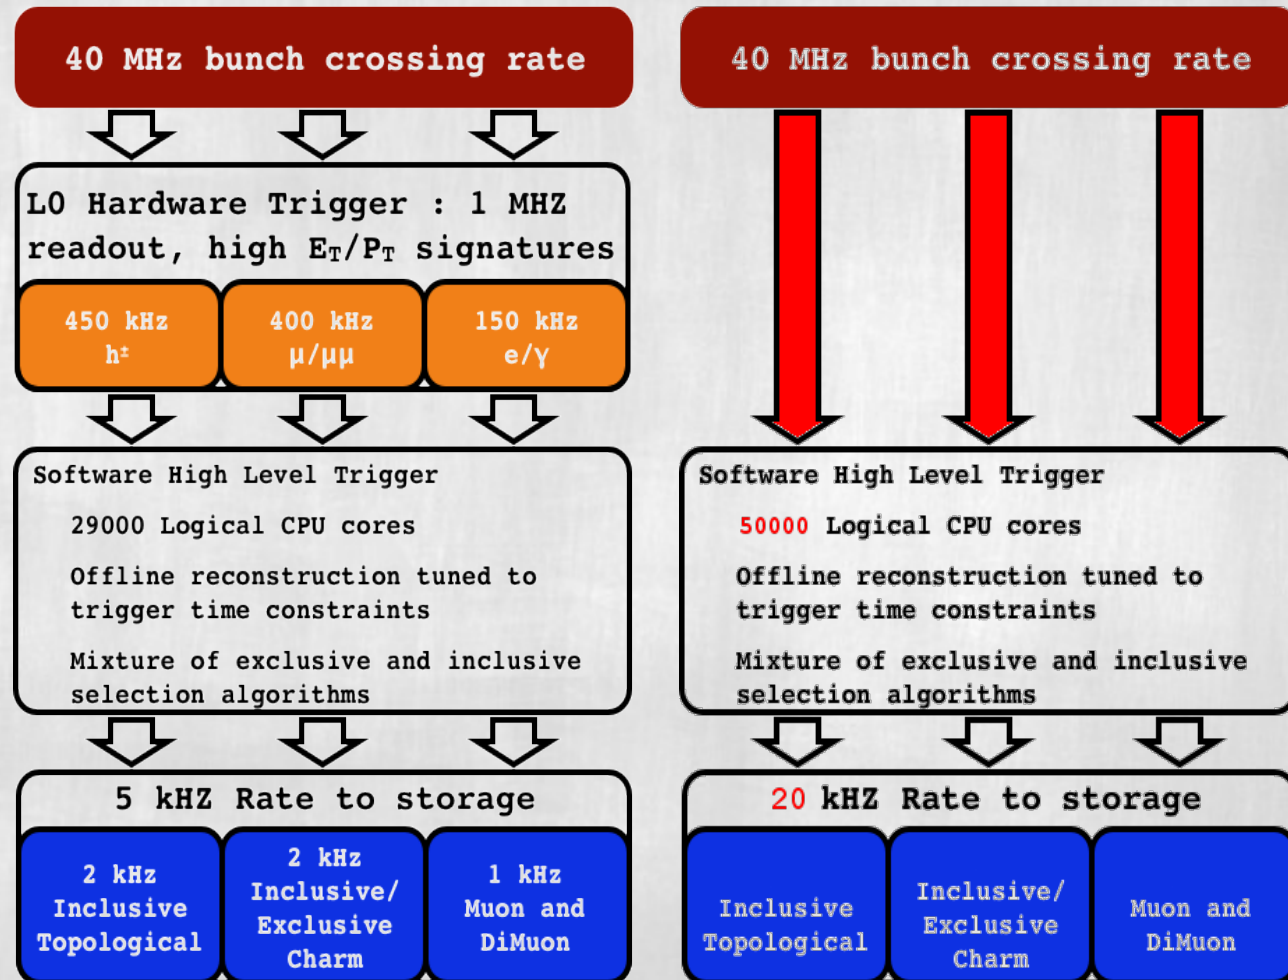 40 MHz bunch crossing rate
L0 Hardware Trigger : 1 MHZ
readout, high ET/PT signatures
450 kHz
h±
400 kHz
μ/μμ
150 kHz
e/γ
Software High Level Trigger
29000 Logical CPU cores
Offline reconstruction tuned to
trigger time constraints
Mixture of exclusive and inclusive
selection algorithms
5 kHZ Rate to storage
2 kHz
Inclusive
Topological
2 kHz
Inclusive/
Exclusive
Charm
1 kHz
Muon and
DiMuon
40 MHz bunch crossing rate
Software High Level Trigger
50000 Logical CPU cores
Offline reconstruction tuned to
trigger time constraints
Mixture of exclusive and inclusive
selection algorithms
20 kHZ Rate to storage
Inclusive
Topological
Inclusive/
Exclusive
Charm
Muon and
DiMuon